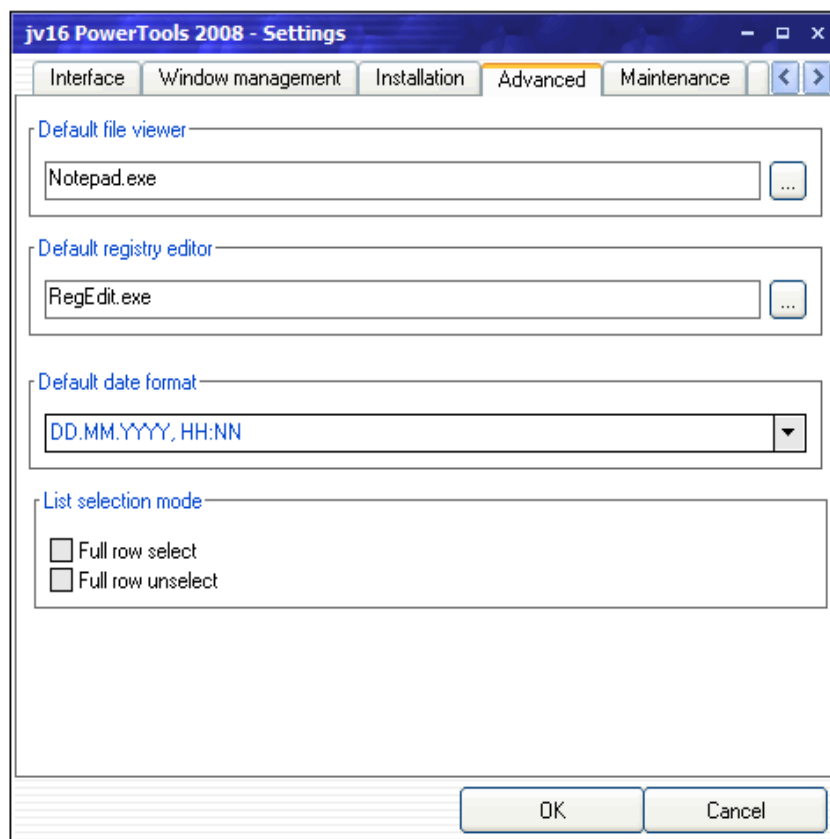 jv16 PowerTools 2008 - Settings
Interface Window management Installation Advanced Maintenance
Default file viewer
Notepad.exe
...
Default registry editor
RegEdit.exe
...
Default date format
DD.MM.YYYY, HH:NN
List selection mode
Full row select
Full row unselect
OK Cancel